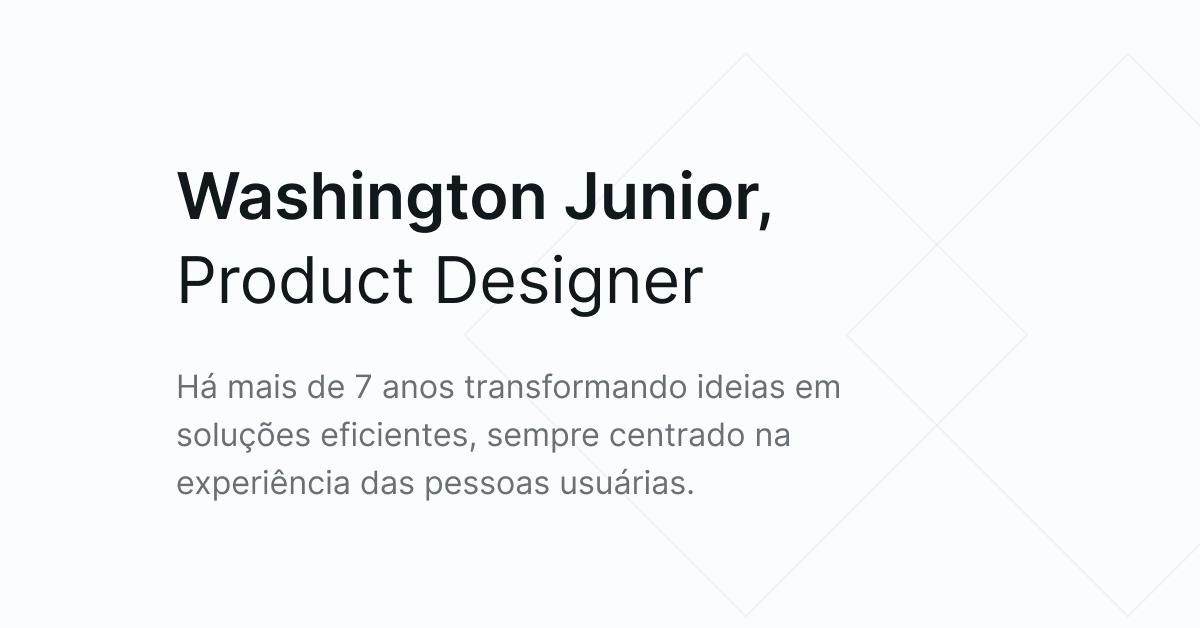 Washington Junior,
Product Designer
Há mais de 7 anos transformando ideias em
soluções eficientes, sempre centrado na
experiência das pessoas usuárias.